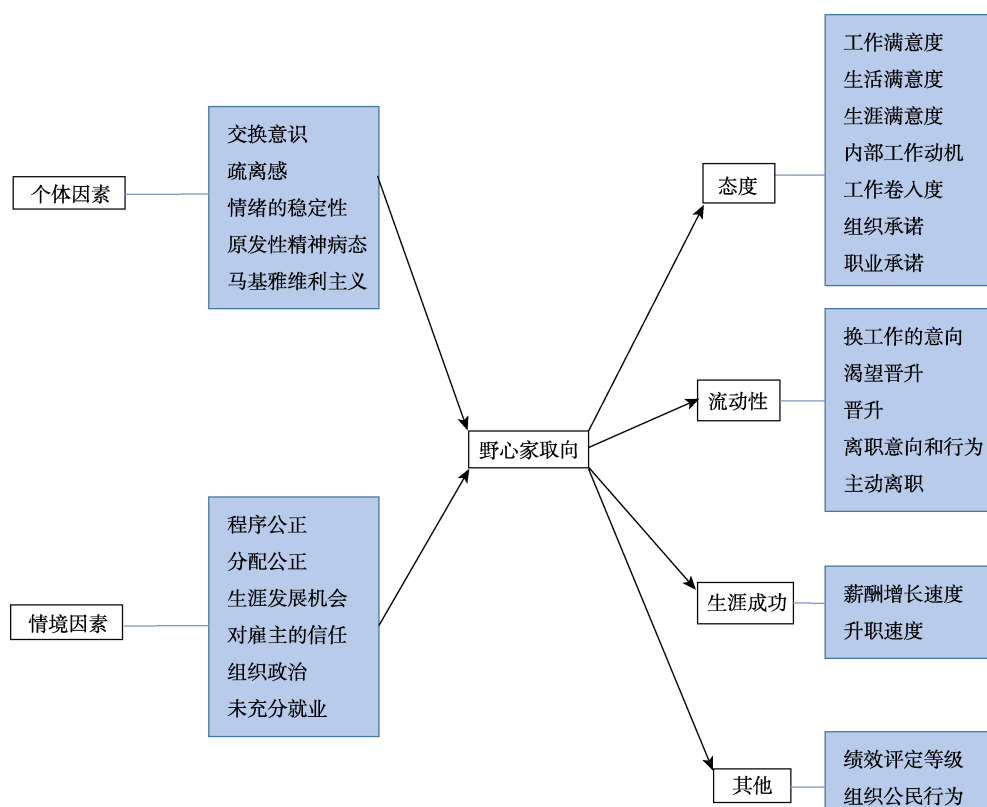 个体因素
交换意识
疏离感
情绪的稳定性
原发性精神病态
马基雅维利主义
情境因素
程序公正
分配公正
生涯发展机会
对雇主的信任
组织政治
未充分就业
野心家取向
态度
工作满意度
生活满意度
生涯满意度
内部工作动机
工作卷入度
组织承诺
职业承诺
流动性
换工作的意向
渴望晋升
晋升
离职意向和行为
主动离职
生涯成功
薪酬增长速度
升职速度
其他
绩效评定等级
组织公民行为